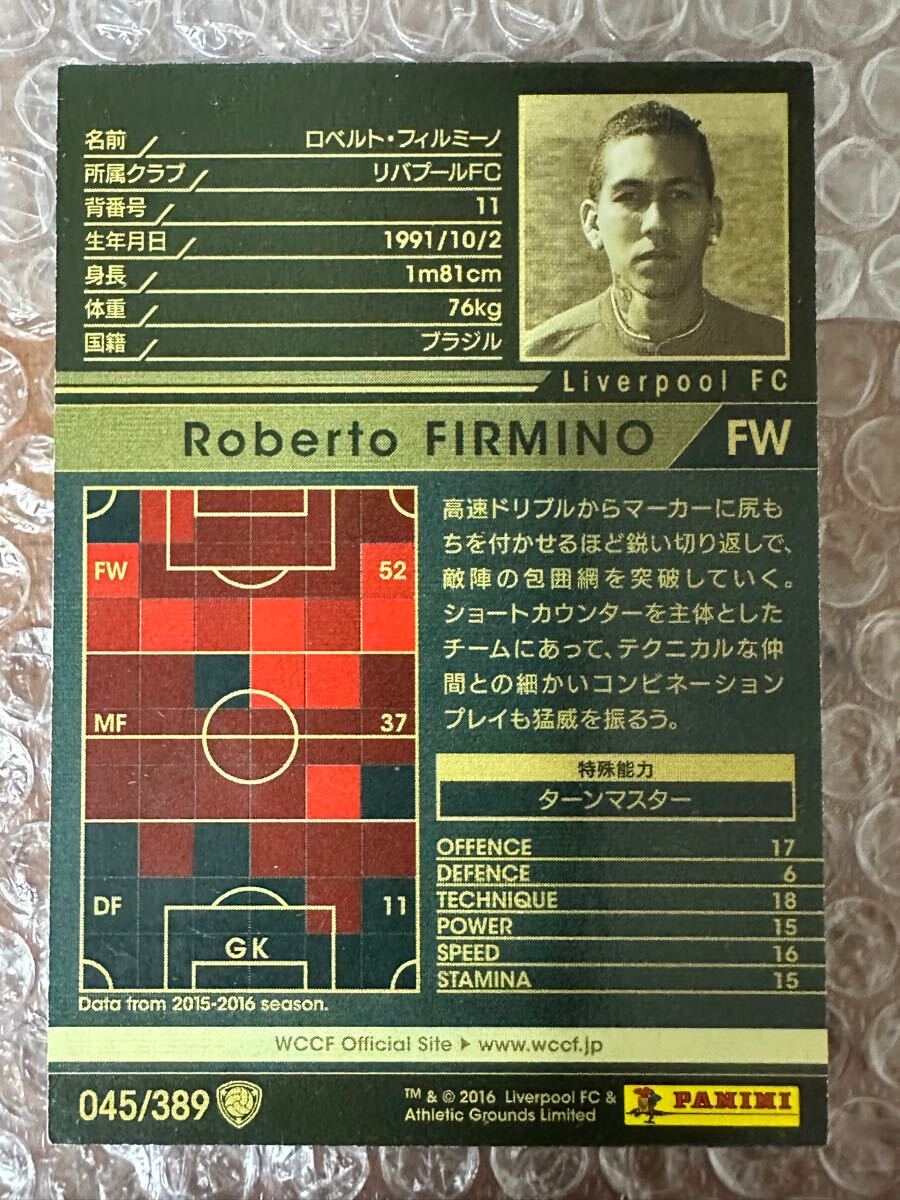 名前 ロベルト・フィルミーノ
所属クラブ リバプールFC
背番号 11
生年月日 1991/10/2
身長 1m81cm
体重 76kg
国籍 ブラジル
Liverpool FC
Roberto FIRMINO FW
FW 52
MF 37
DF 11
GK
Data from 2015-2016 season.
高速ドリブルからマーカーに尻も
ちを付かせるほど鋭い切り返しで、
敵陣の包囲網を突破していく。
ショートカウンターを主体とした
チームにあって、テクニカルな仲
間との細かいコンビネーション
プレイも猛威を振るう。
特殊能力
ターンマスター
OFFENCE 17
DEFENCE 6
TECHNIQUE 18
POWER 15
SPEED 16
STAMINA 15
WCCF Official Site ▶ www.wccf.jp
045/389
™ & © 2016 Liverpool FC &
Athletic Grounds Limited
PANINI